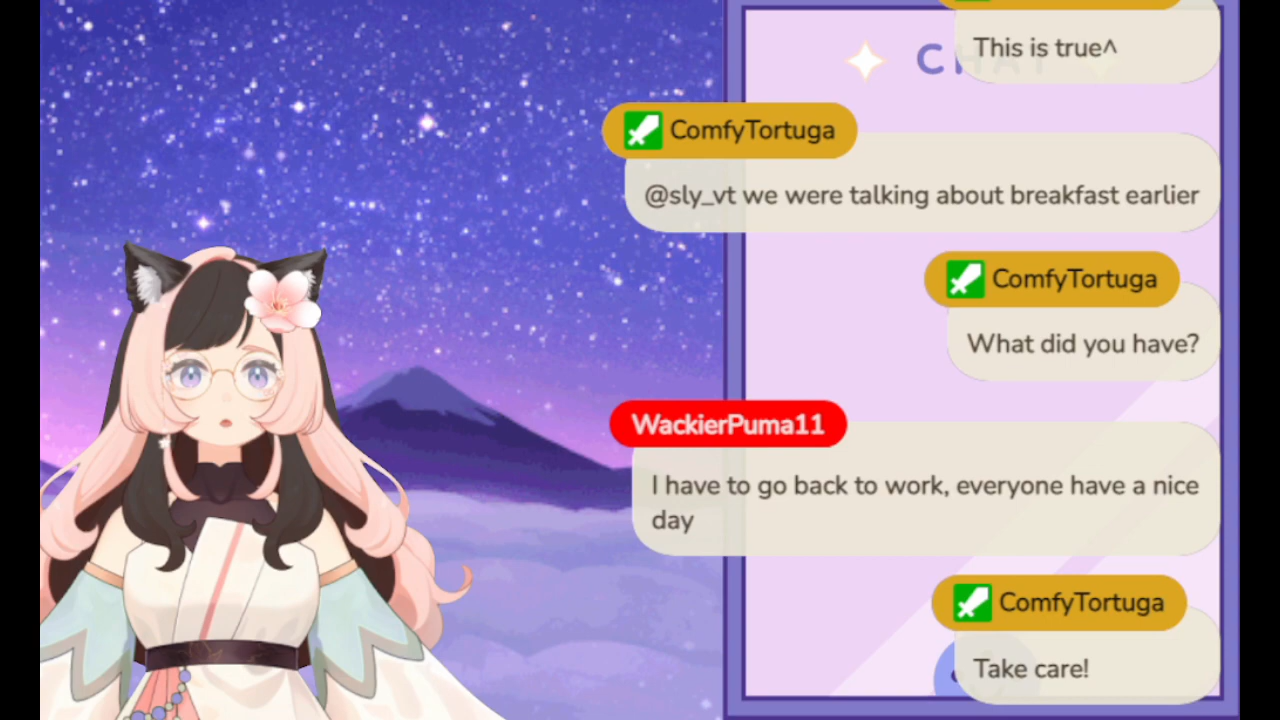 This is true^
CHAT
ComfyTortuga
@sly_vt we were talking about breakfast earlier
ComfyTortuga
What did you have?
WackierPuma11
I have to go back to work, everyone have a nice
day
ComfyTortuga
Take care!